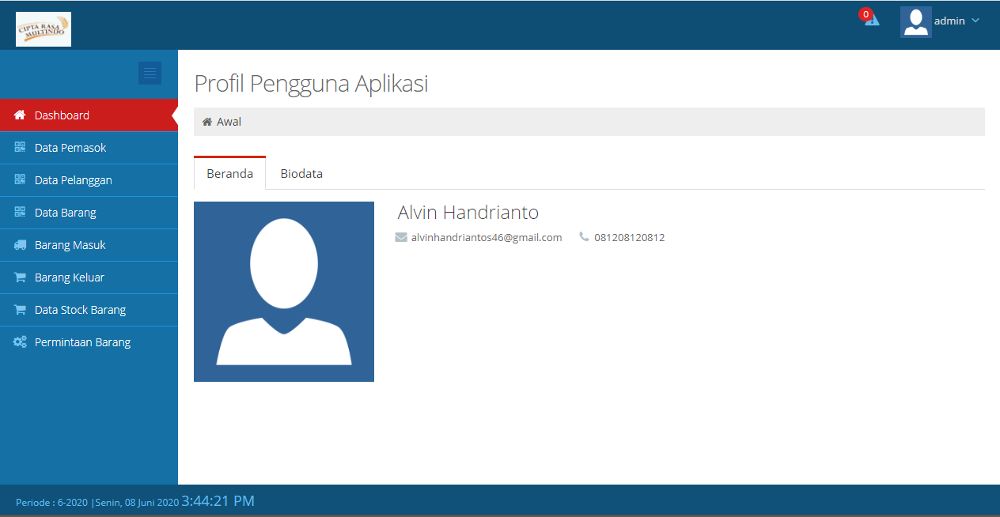 CIPTA RASA
MULTINDO
0
admin
Profil Pengguna Aplikasi
Dashboard
Awal
Data Pemasok
Data Pelanggan
Beranda Biodata
Data Barang
Alvin Handrianto
alvinhandriantos46@gmail.com 081208120812
Barang Masuk
Barang Keluar
Data Stock Barang
Permintaan Barang
Periode : 6-2020 |Senin, 08 Juni 2020 3:44:21 PM